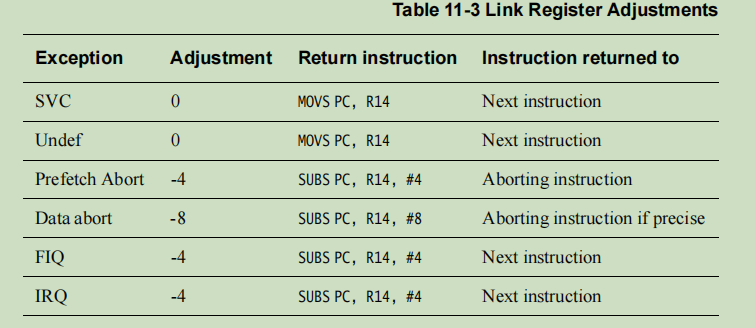 Table 11-3 Link Register Adjustments
Exception Adjustment Return instruction Instruction returned to
SVC 0 MOVS PC, R14 Next instruction
Undef 0 MOVS PC, R14 Next instruction
Prefetch Abort -4 SUBS PC, R14, #4 Aborting instruction
Data abort -8 SUBS PC, R14, #8 Aborting instruction if precise
FIQ -4 SUBS PC, R14, #4 Next instruction
IRQ -4 SUBS PC, R14, #4 Next instruction